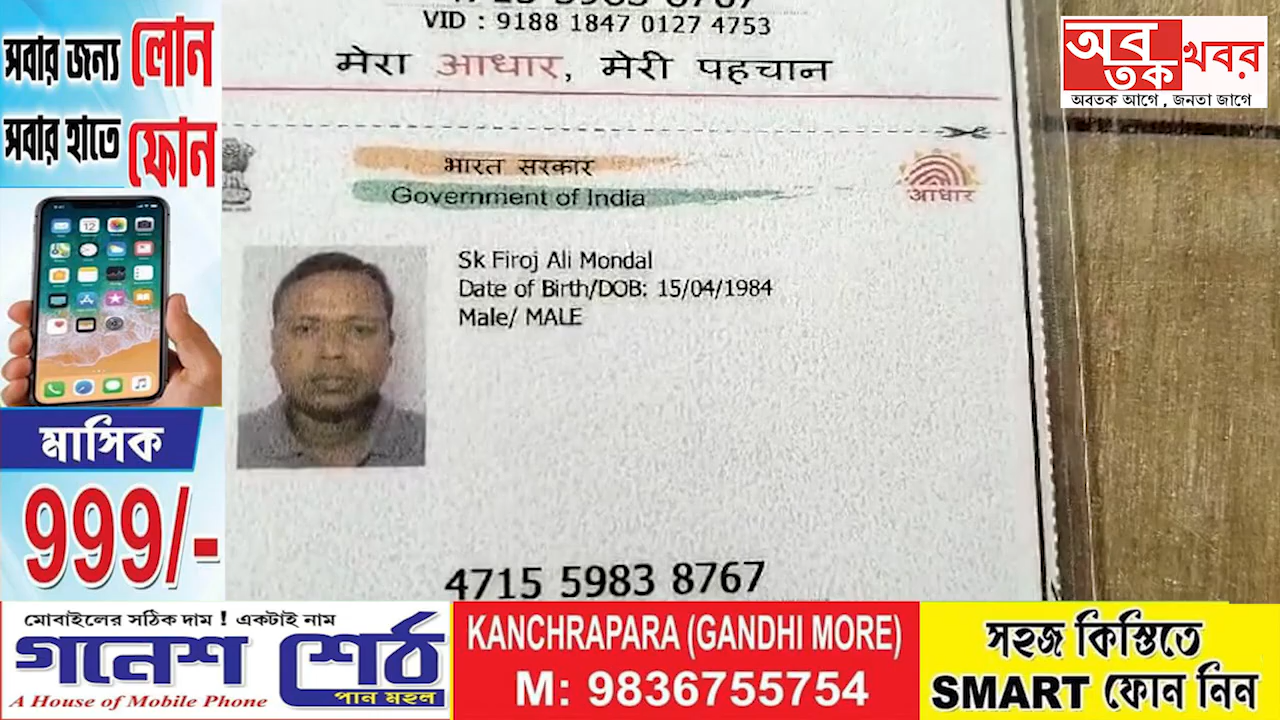 সবার জন্য লোন
সবার হাতে ফোন
মাসিক
999/-
VID : 9188 1847 0127 4753
मेरा आधार, मेरी पहचान
भारत सरकार
Government of India
आधार
Sk Firoj Ali Mondal
Date of Birth/DOB: 15/04/1984
Male/ MALE
4715 5983 8767
অবতক খবর
অবতক আগে , জনতা জাগে
মোবাইলের সঠিক দাম ! একটাই নাম
গনেশ শেঠ
পান মহল
A House of Mobile Phone
KANCHRAPARA (GANDHI MORE)
M: 9836755754
সহজ কিস্তিতে
SMART ফোন নিন